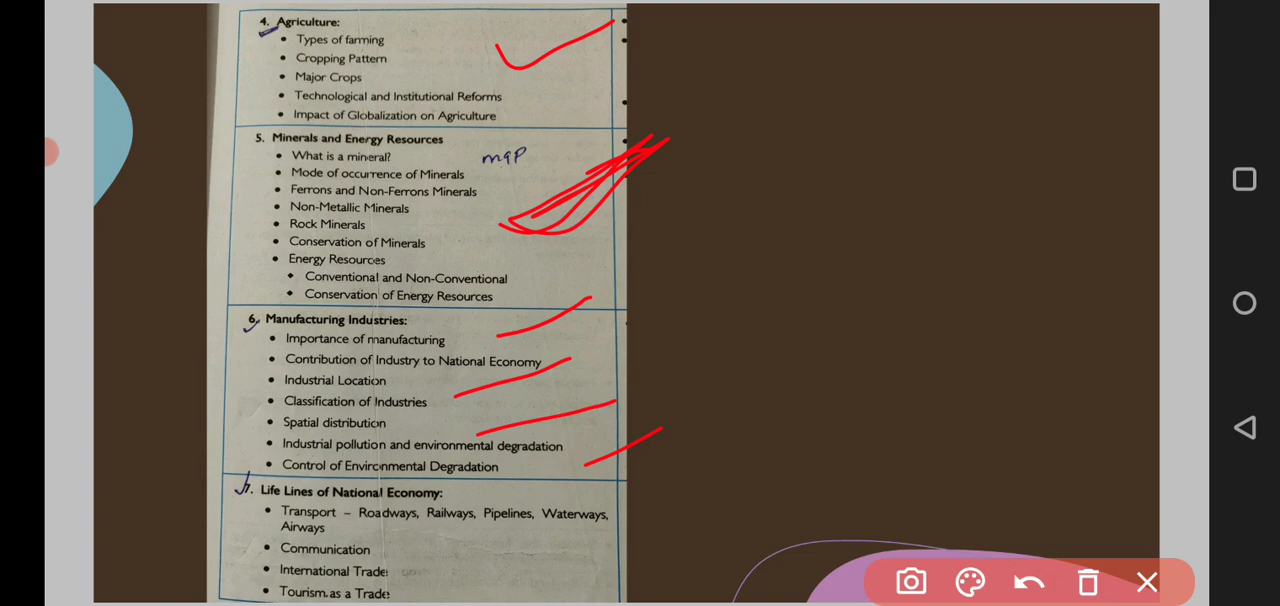 4. Agriculture:
• Types of farming
• Cropping Pattern
• Major Crops
• Technological and Institutional Reforms
• Impact of Globalization on Agriculture
5. Minerals and Energy Resources
• What is a mineral?
map
• Mode of occurrence of Minerals
• Ferrons and Non-Ferrons Minerals
• Non-Metallic Minerals
• Rock Minerals
• Conservation of Minerals
• Energy Resources
• Conventional and Non-Conventional
• Conservation of Energy Resources
6. Manufacturing Industries:
• Importance of manufacturing
• Contribution of Industry to National Economy
• Industrial Location
• Classification of Industries
• Spatial distribution
• Industrial pollution and environmental degradation
• Control of Environmental Degradation
7. Life Lines of National Economy:
• Transport – Roadways, Railways, Pipelines, Waterways,
Airways
• Communication
• International Trade
• Tourism as a Trade